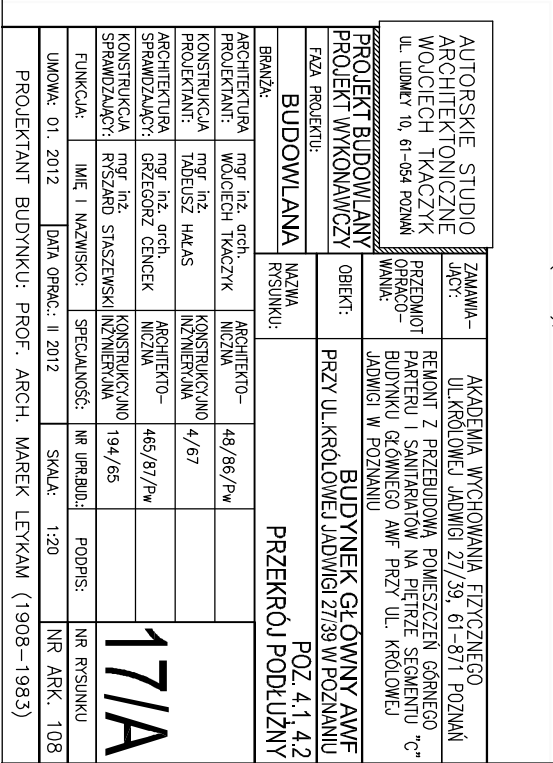 AUTORSKIE STUDIO
ARCHITEKTONICZNE
WOJCIECH TKACZYK
UL. LUDMIŁY 10, 61-054 POZNAŃ
ZAMAWIA-
JĄCY:
AKADEMIA WYCHOWANIA FIZYCZNEGO
UL.KRÓLOWEJ JADWIGI 27/39, 61-871 POZNAŃ
PRZEDMIOT
OPRACO-
WANIA:
REMONT Z PRZEBUDOWĄ POMIESZCZEŃ GÓRNEGO
PARTERU I SANITARIATÓW NA PIĘTRZE SEGMENTU "C"
BUDYNKU GŁÓWNEGO AWF PRZY UL. KRÓLOWEJ
JADWIGI W POZNANIU
PROJEKT BUDOWLANY
PROJEKT WYKONAWCZY
FAZA PROJEKTU:
OBIEKT:
BUDYNEK GŁÓWNY AWF
PRZY UL.KRÓLOWEJ JADWIGI 27/39 W POZNANIU
BUDOWLANA
BRANŻA:
NAZWA
RYSUNKU:
POZ. 4.1, 4.2
PRZEKRÓJ PODŁUŻNY
ARCHITEKTURA
PROJEKTANT:
mgr inż. arch.
WOJCIECH TKACZYK
ARCHITEKTO-
NICZNA
48/86/Pw
KONSTRUKCJA
PROJEKTANT:
mgr inż.
TADEUSZ HAŁAS
KONSTRUKCYJNO
INŻYNIERYJNA
4/67
ARCHITEKTURA
SPRAWDZAJĄCY:
mgr inż. arch.
GRZEGORZ CENCEK
ARCHITEKTO-
NICZNA
465/87/Pw
KONSTRUKCJA
SPRAWDZAJĄCY:
mgr inż.
RYSZARD STASZEWSKI
KONSTRUKCYJNO
INŻYNIERYJNA
194/65
17/A
FUNKCJA:
IMIĘ I NAZWISKO:
SPECJALNOŚĆ:
NR UPR.BUD.:
PODPIS:
NR RYSUNKU
UMOWA: 01. 2012
DATA OPRAC.: II 2012
SKALA: 1:20
NR ARK. 108
PROJEKTANT BUDYNKU: PROF. ARCH. MAREK LEYKAM (1908-1983)